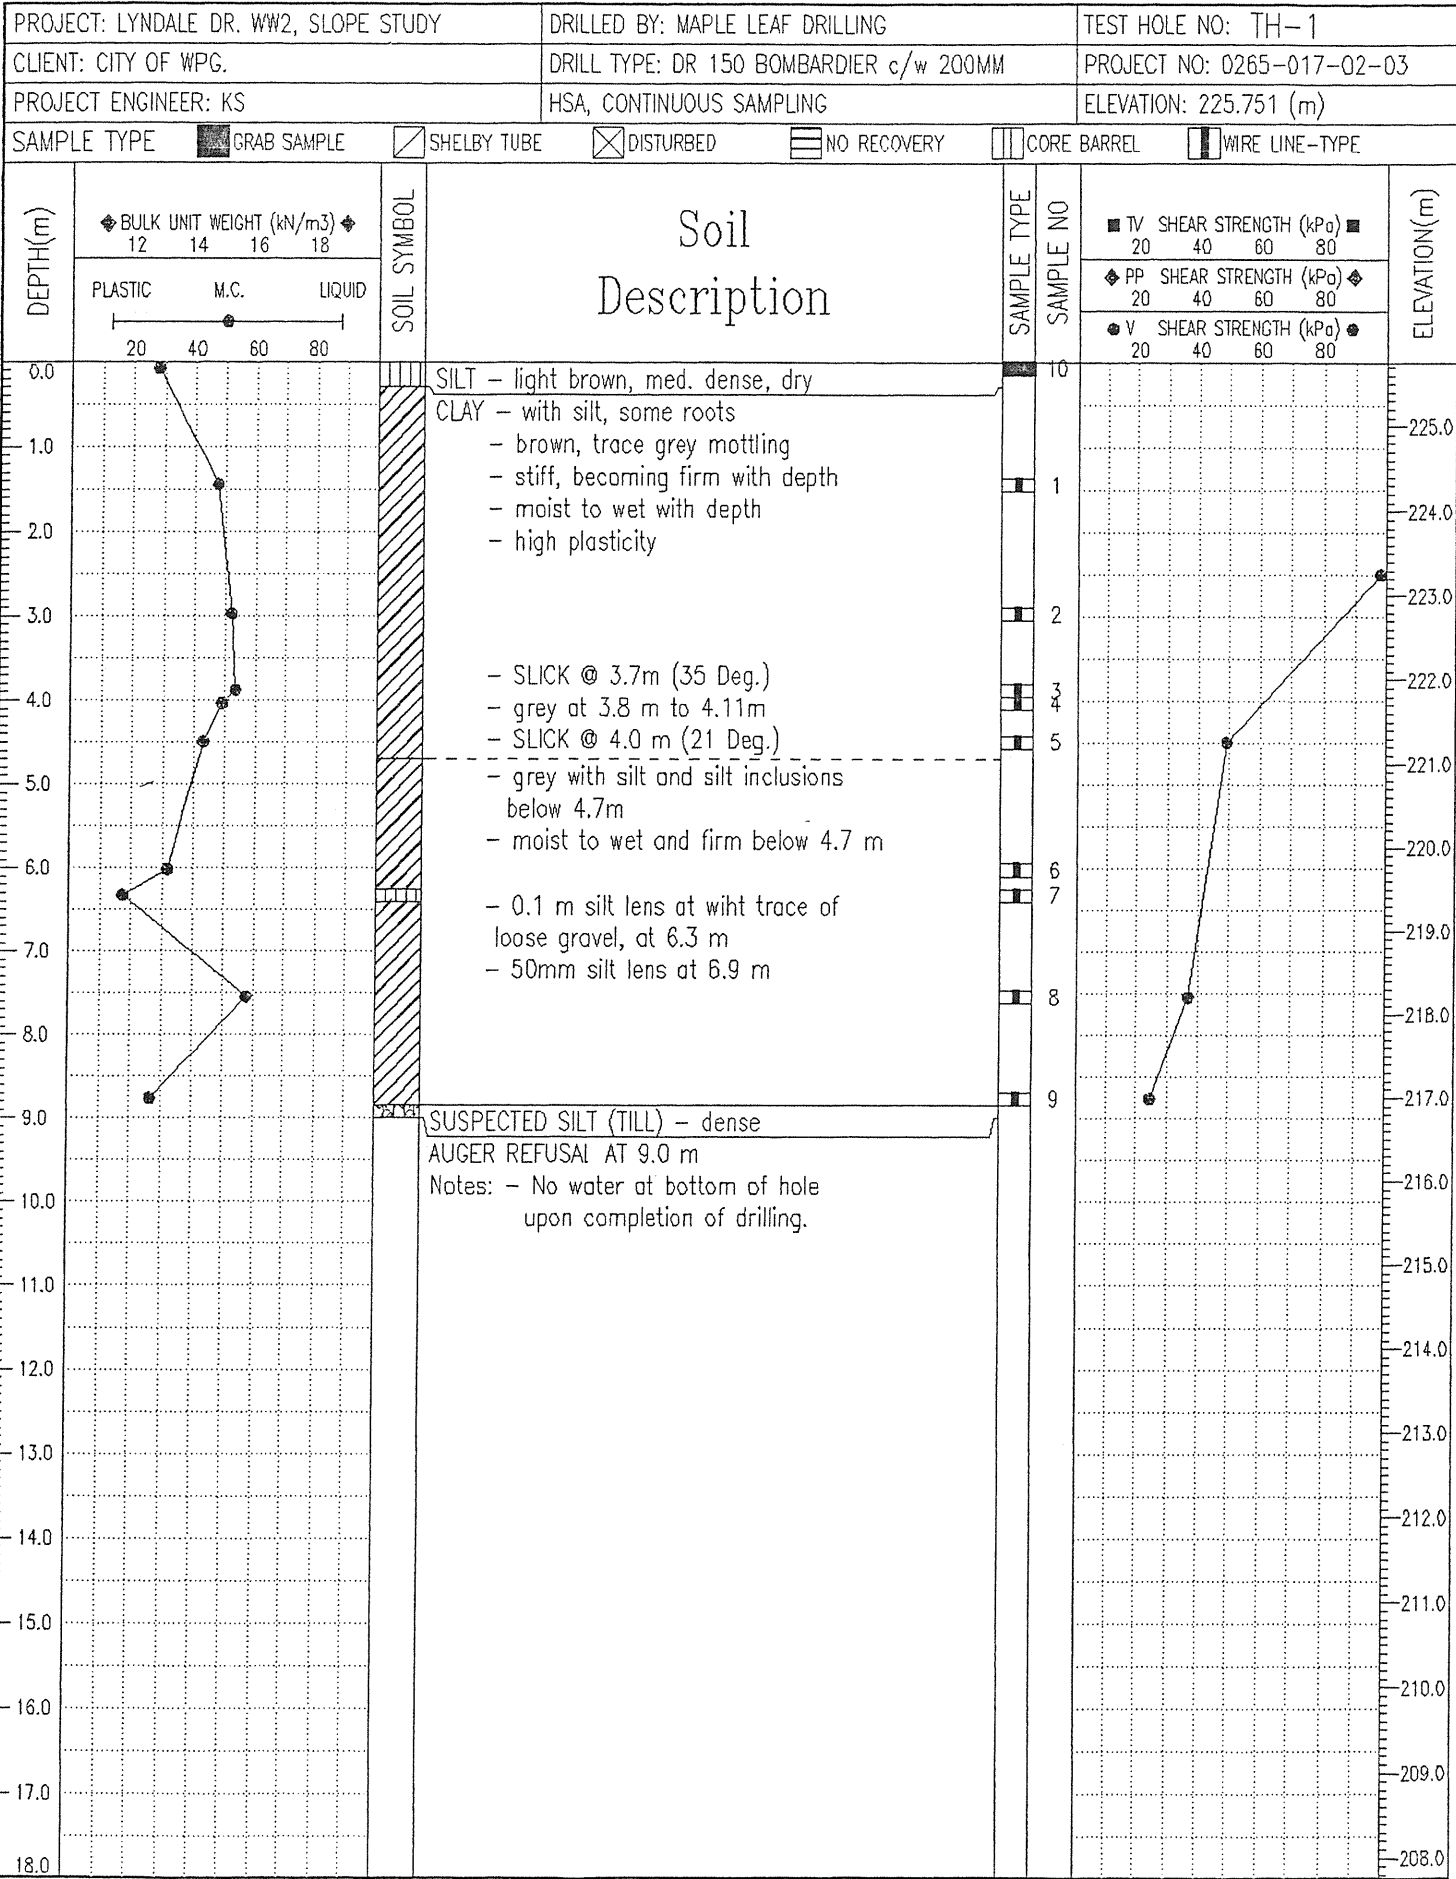 PROJECT: LYNDALE DR. WW2, SLOPE STUDY
DRILLED BY: MAPLE LEAF DRILLING
TEST HOLE NO: TH-1
CLIENT: CITY OF WPG.
DRILL TYPE: DR 150 BOMBARDIER c/w 200MM
PROJECT NO: 0265-017-02-03
PROJECT ENGINEER: KS
HSA, CONTINUOUS SAMPLING
ELEVATION: 225.751 (m)
SAMPLE TYPE GRAB SAMPLE SHELBY TUBE DISTURBED NO RECOVERY CORE BARREL WIRE LINE-TYPE
DEPTH(m)
BULK UNIT WEIGHT (kN/m3)
12 14 16 18
PLASTIC M.C. LIQUID
20 40 60 80
SOIL SYMBOL
Soil
Description
SAMPLE TYPE
SAMPLE NO
TV SHEAR STRENGTH (kPa)
20 40 60 80
PP SHEAR STRENGTH (kPa)
20 40 60 80
V SHEAR STRENGTH (kPa)
20 40 60 80
ELEVATION(m)
0.0
1.0
2.0
3.0
4.0
5.0
6.0
7.0
8.0
9.0
10.0
11.0
12.0
13.0
14.0
15.0
16.0
17.0
18.0
SILT - light brown, med. dense, dry
CLAY - with silt, some roots
- brown, trace grey mottling
- stiff, becoming firm with depth
- moist to wet with depth
- high plasticity
- SLICK @ 3.7m (35 Deg.)
- grey at 3.8 m to 4.11m
- SLICK @ 4.0 m (21 Deg.)
- grey with silt and silt inclusions
below 4.7m
- moist to wet and firm below 4.7 m
- 0.1 m silt lens at wiht trace of
loose gravel, at 6.3 m
- 50mm silt lens at 6.9 m
SUSPECTED SILT (TILL) - dense
AUGER REFUSAL AT 9.0 m
Notes: - No water at bottom of hole
upon completion of drilling.
10
1
2
3
4
5
6
7
8
9
225.0
224.0
223.0
222.0
221.0
220.0
219.0
218.0
217.0
216.0
215.0
214.0
213.0
212.0
211.0
210.0
209.0
208.0